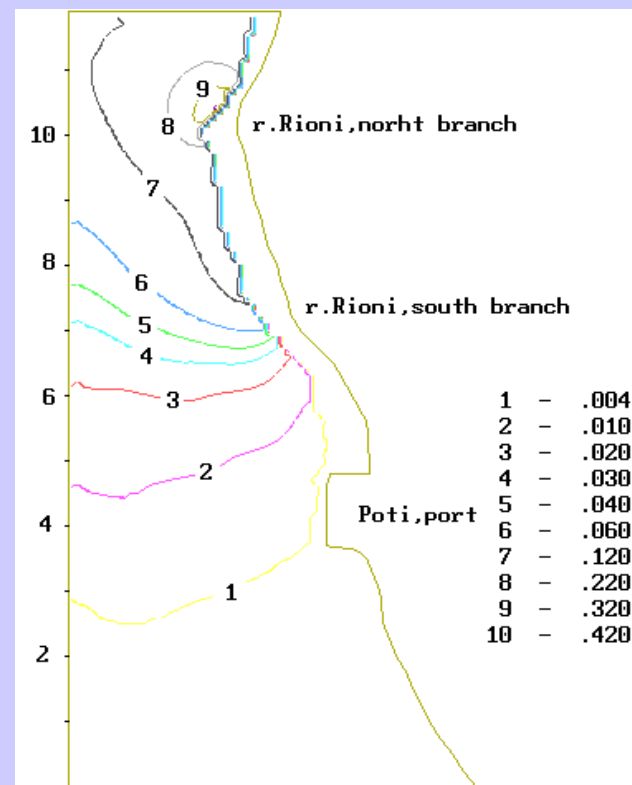 9
10
8
r.Rioni,norht branch
7
8
6
r.Rioni,south branch
5
4
6
3
1 - .004
2 - .010
3 - .020
4 - .030
5 - .040
6 - .060
7 - .120
8 - .220
9 - .320
10 - .420
2
Poti,port
4
1
2